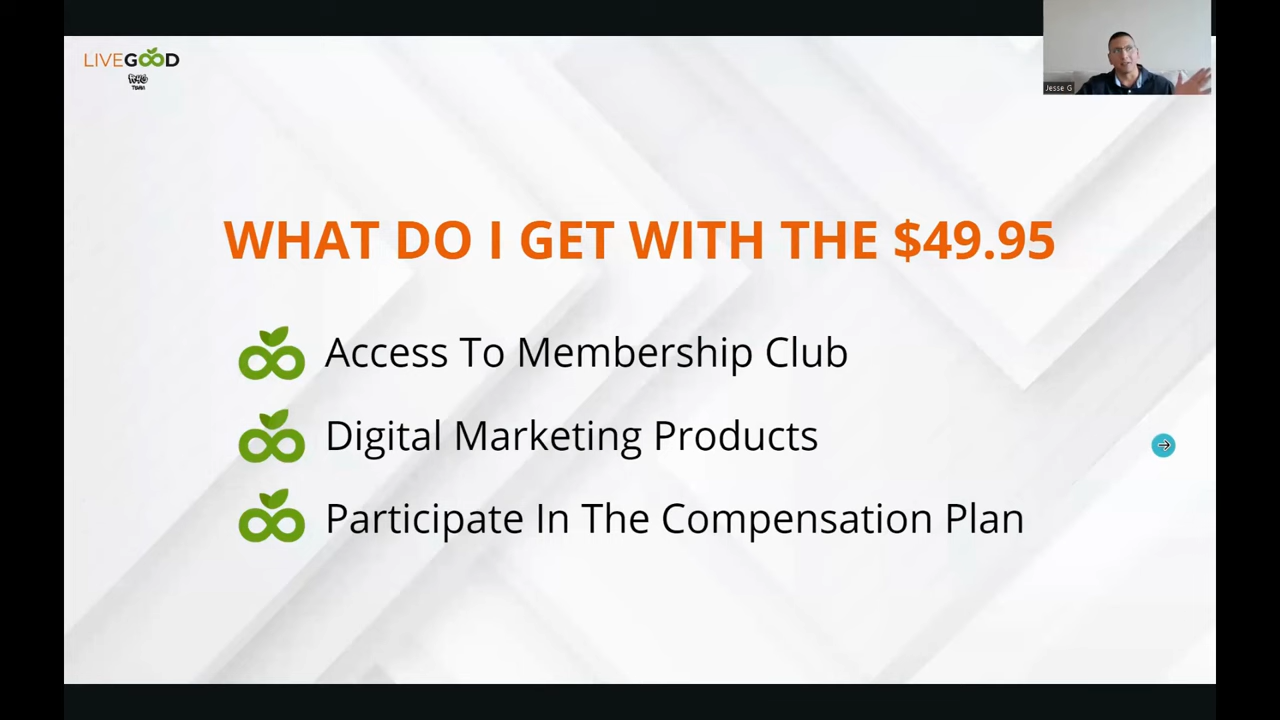 LIVEGOOD
TEAM
Jesse G
WHAT DO I GET WITH THE $49.95
Access To Membership Club
Digital Marketing Products
Participate In The Compensation Plan